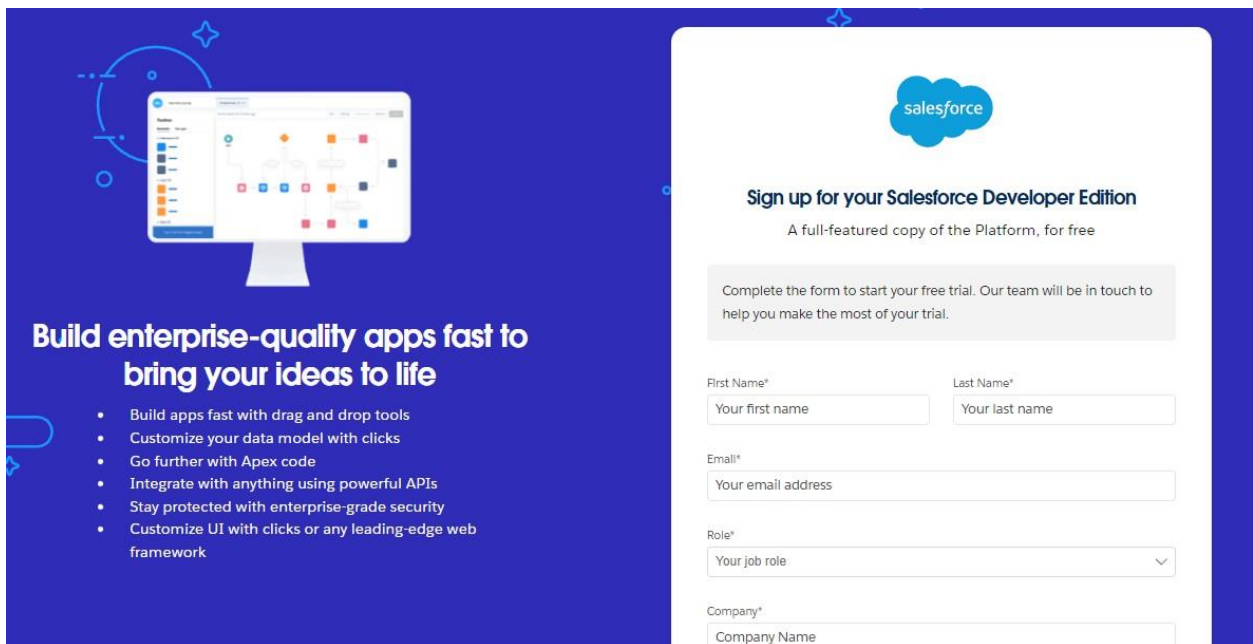 Build enterprise-quality apps fast to
bring your ideas to life
Build apps fast with drag and drop tools
Customize your data model with clicks
Go further with Apex code
Integrate with anything using powerful APIs
Stay protected with enterprise-grade security
Customize UI with clicks or any leading-edge web
framework
salesforce
Sign up for your Salesforce Developer Edition
A full-featured copy of the Platform, for free
Complete the form to start your free trial. Our team will be in touch to
help you make the most of your trial.
First Name* Last Name*
Your first name Your last name
Email*
Your email address
Role*
Your job role
Company*
Company Name